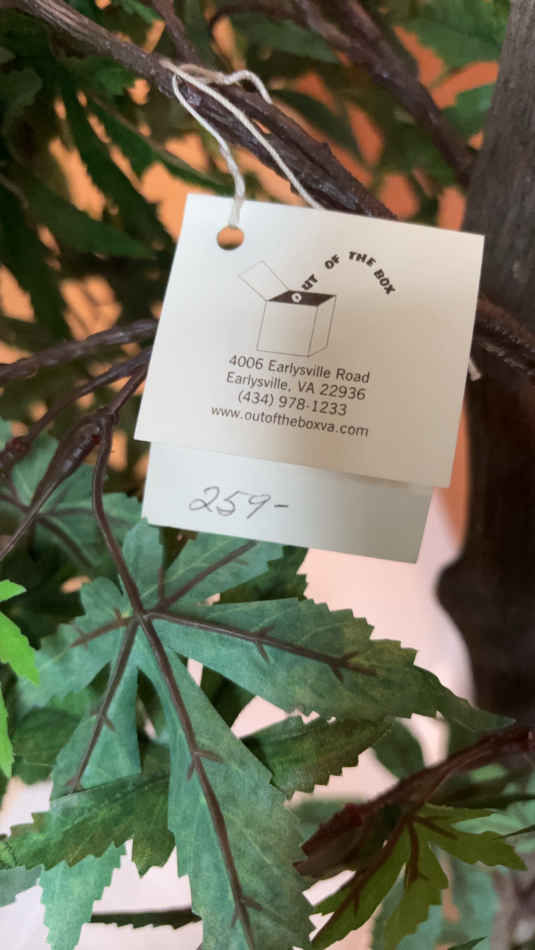 OUT OF THE BOX
4006 Earlysville Road
Earlysville, VA 22936
(434) 978-1233
www.outoftheboxva.com
259-